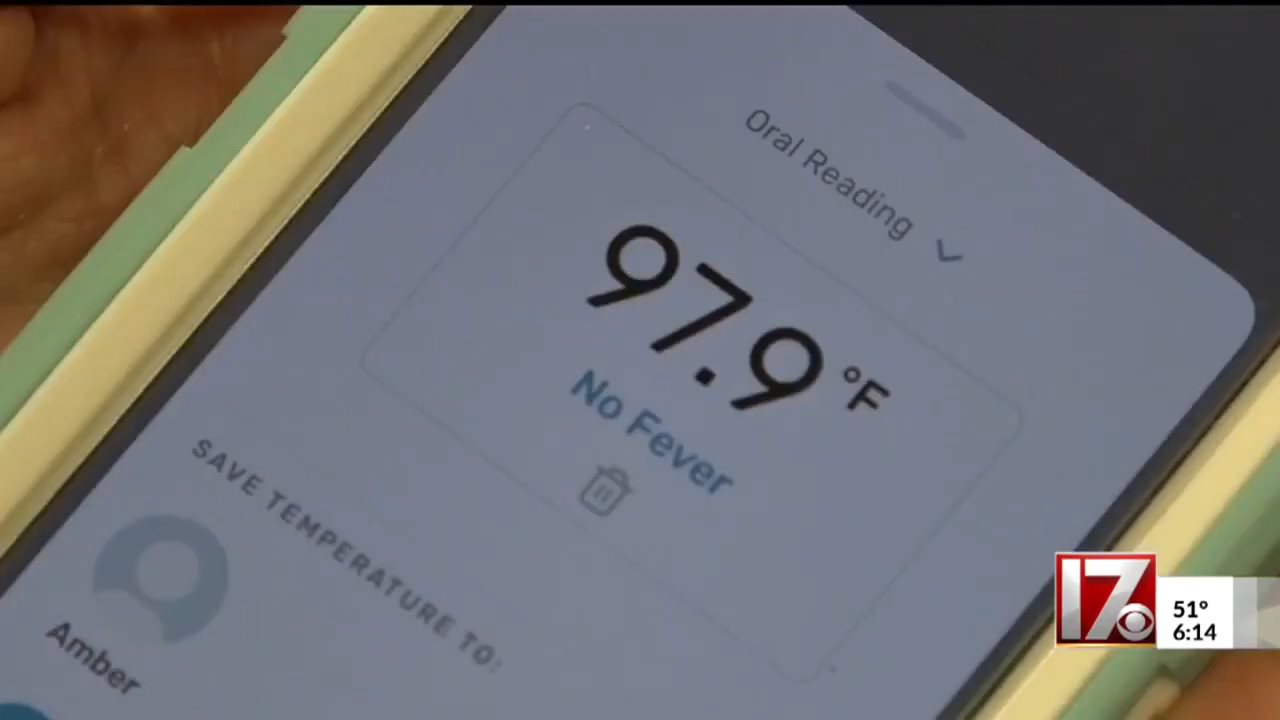 Oral Reading
97.9 °F
No Fever
SAVE TEMPERATURE TO:
Amber
17
51°
6:14